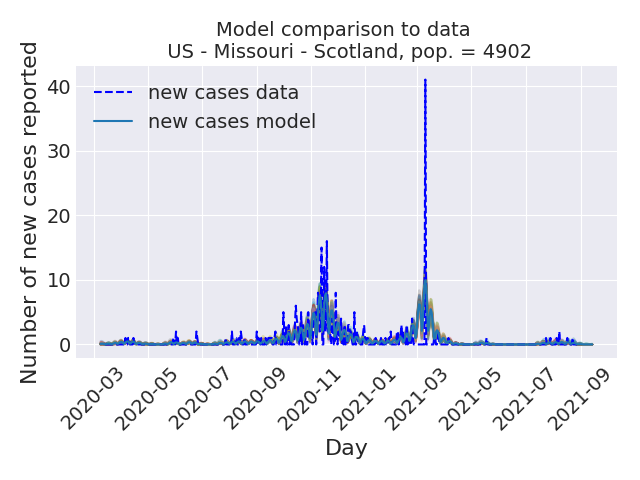 Model comparison to data
US - Missouri - Scotland, pop. = 4902
Number of new cases reported
40
30
20
10
0
new cases data
new cases model
2020-03
2020-05
2020-07
2020-09
2020-11
2021-01
2021-03
2021-05
2021-07
2021-09
Day